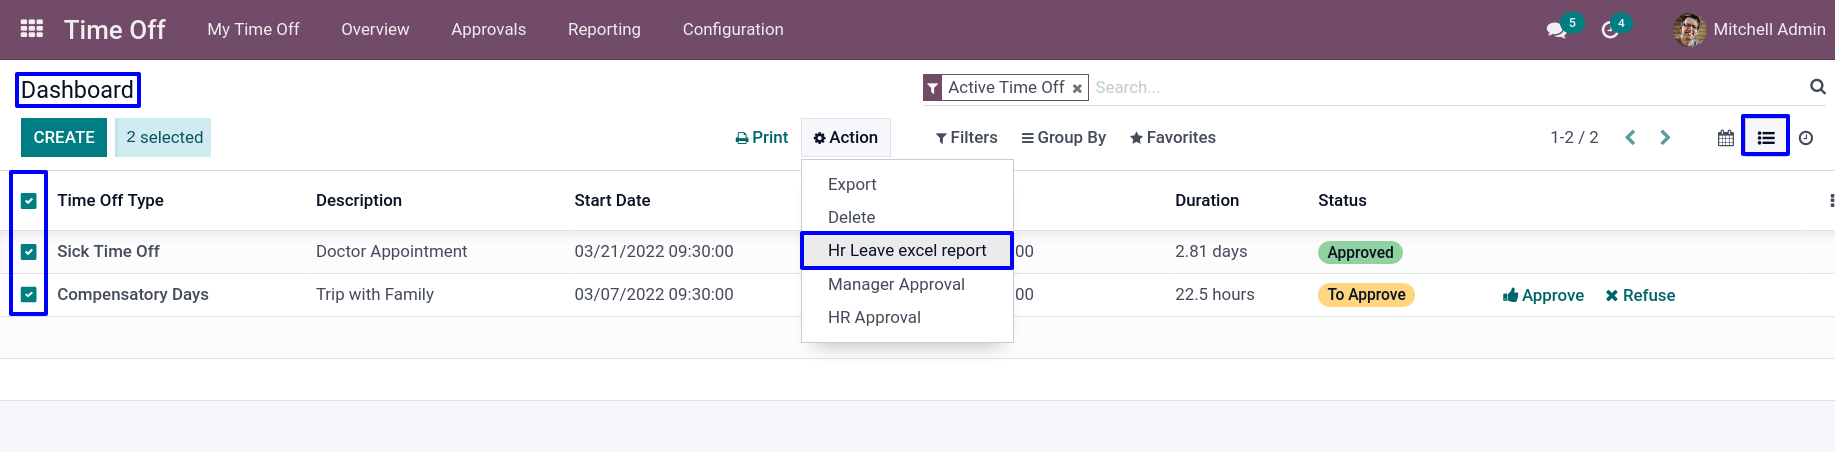 Time Off My Time Off Overview Approvals Reporting Configuration 5 4 Mitchell Admin
Dashboard Active Time Off Search...
CREATE 2 selected Print Action Filters Group By Favorites 1-2 / 2
Time Off Type Description Start Date Duration Status
Sick Time Off Doctor Appointment 03/21/2022 09:30:00 00 2.81 days Approved
Compensatory Days Trip with Family 03/07/2022 09:30:00 00 22.5 hours To Approve Approve Refuse
Export
Delete
Hr Leave excel report
Manager Approval
HR Approval